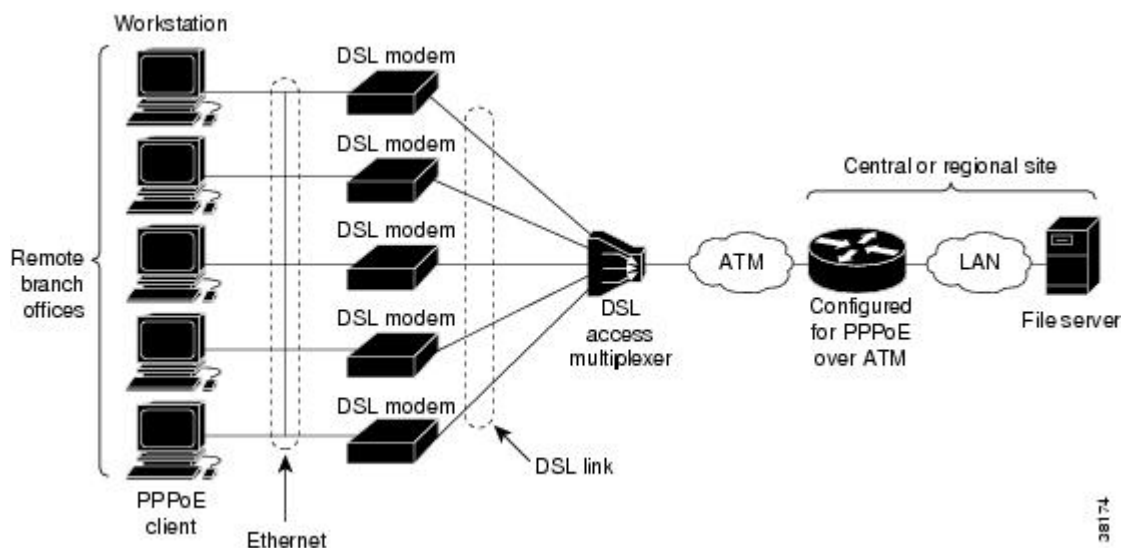 Workstation
DSL modem
DSL modem
DSL modem
DSL modem
DSL modem
Remote
branch
offices
PPPoE
client
Ethernet
DSL link
DSL
access
multiplexer
ATM
Central or regional site
Configured
for PPPoE
over ATM
LAN
File server
38174